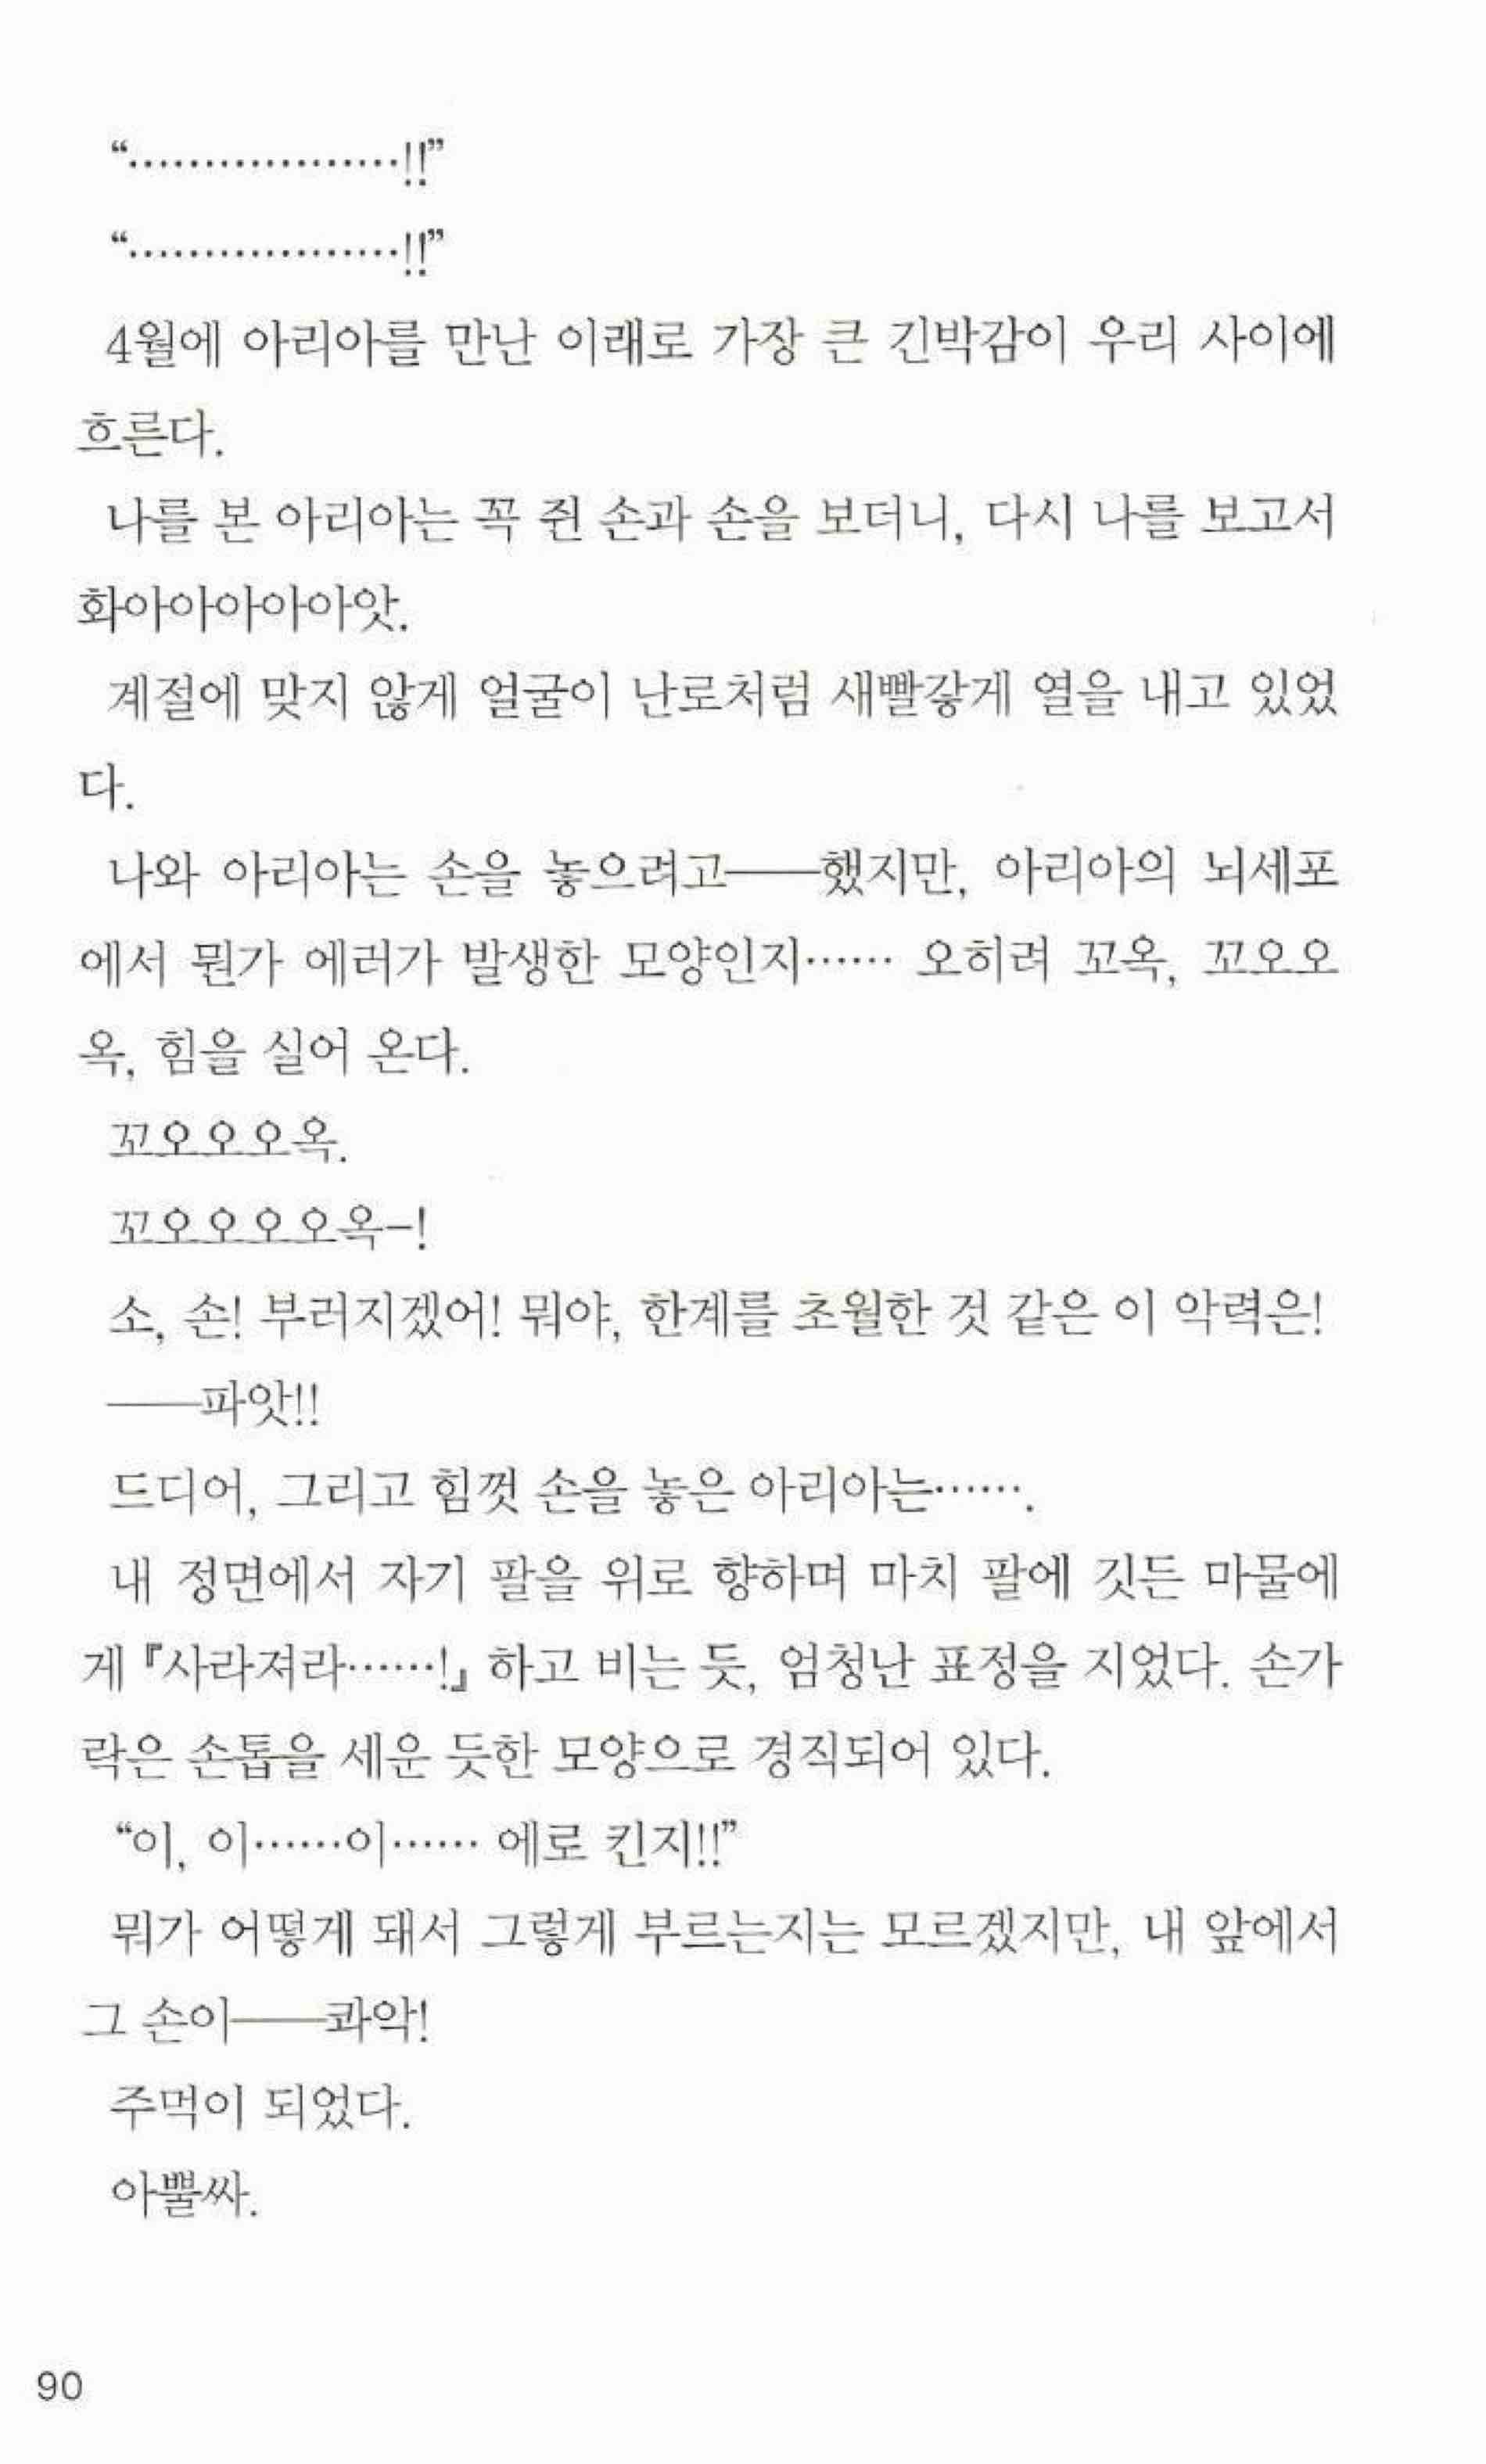 “………………!!”
“………………!!”
4월에 아리아를 만난 이래로 가장 큰 긴박감이 우리 사이에
흐른다.
나를 본 아리아는 꼭 쥔 손과 손을 보더니, 다시 나를 보고서
화아아아아아앗.
계절에 맞지 않게 얼굴이 난로처럼 새빨갛게 열을 내고 있었
다.
나와 아리아는 손을 놓으려고――했지만, 아리아의 뇌세포
에서 뭔가 에러가 발생한 모양인지…… 오히려 꼬옥, 꼬오오
옥, 힘을 실어 온다.
꼬오오오옥.
꼬오오오오옥-!
소, 손! 부러지겠어! 뭐야, 한계를 초월한 것 같은 이 악력은!
――파앗!!
드디어, 그리고 힘껏 손을 놓은 아리아는…….
내 정면에서 자기 팔을 위로 향하며 마치 팔에 깃든 마물에
게 『사라져라……!』 하고 비는 듯, 엄청난 표정을 지었다. 손가
락은 손톱을 세운 듯한 모양으로 경직되어 있다.
“이, 이……이…… 에로 킨지!!”
뭐가 어떻게 돼서 그렇게 부르는지는 모르겠지만, 내 앞에서
그 손이――콰악!
주먹이 되었다.
아뿔싸.
90